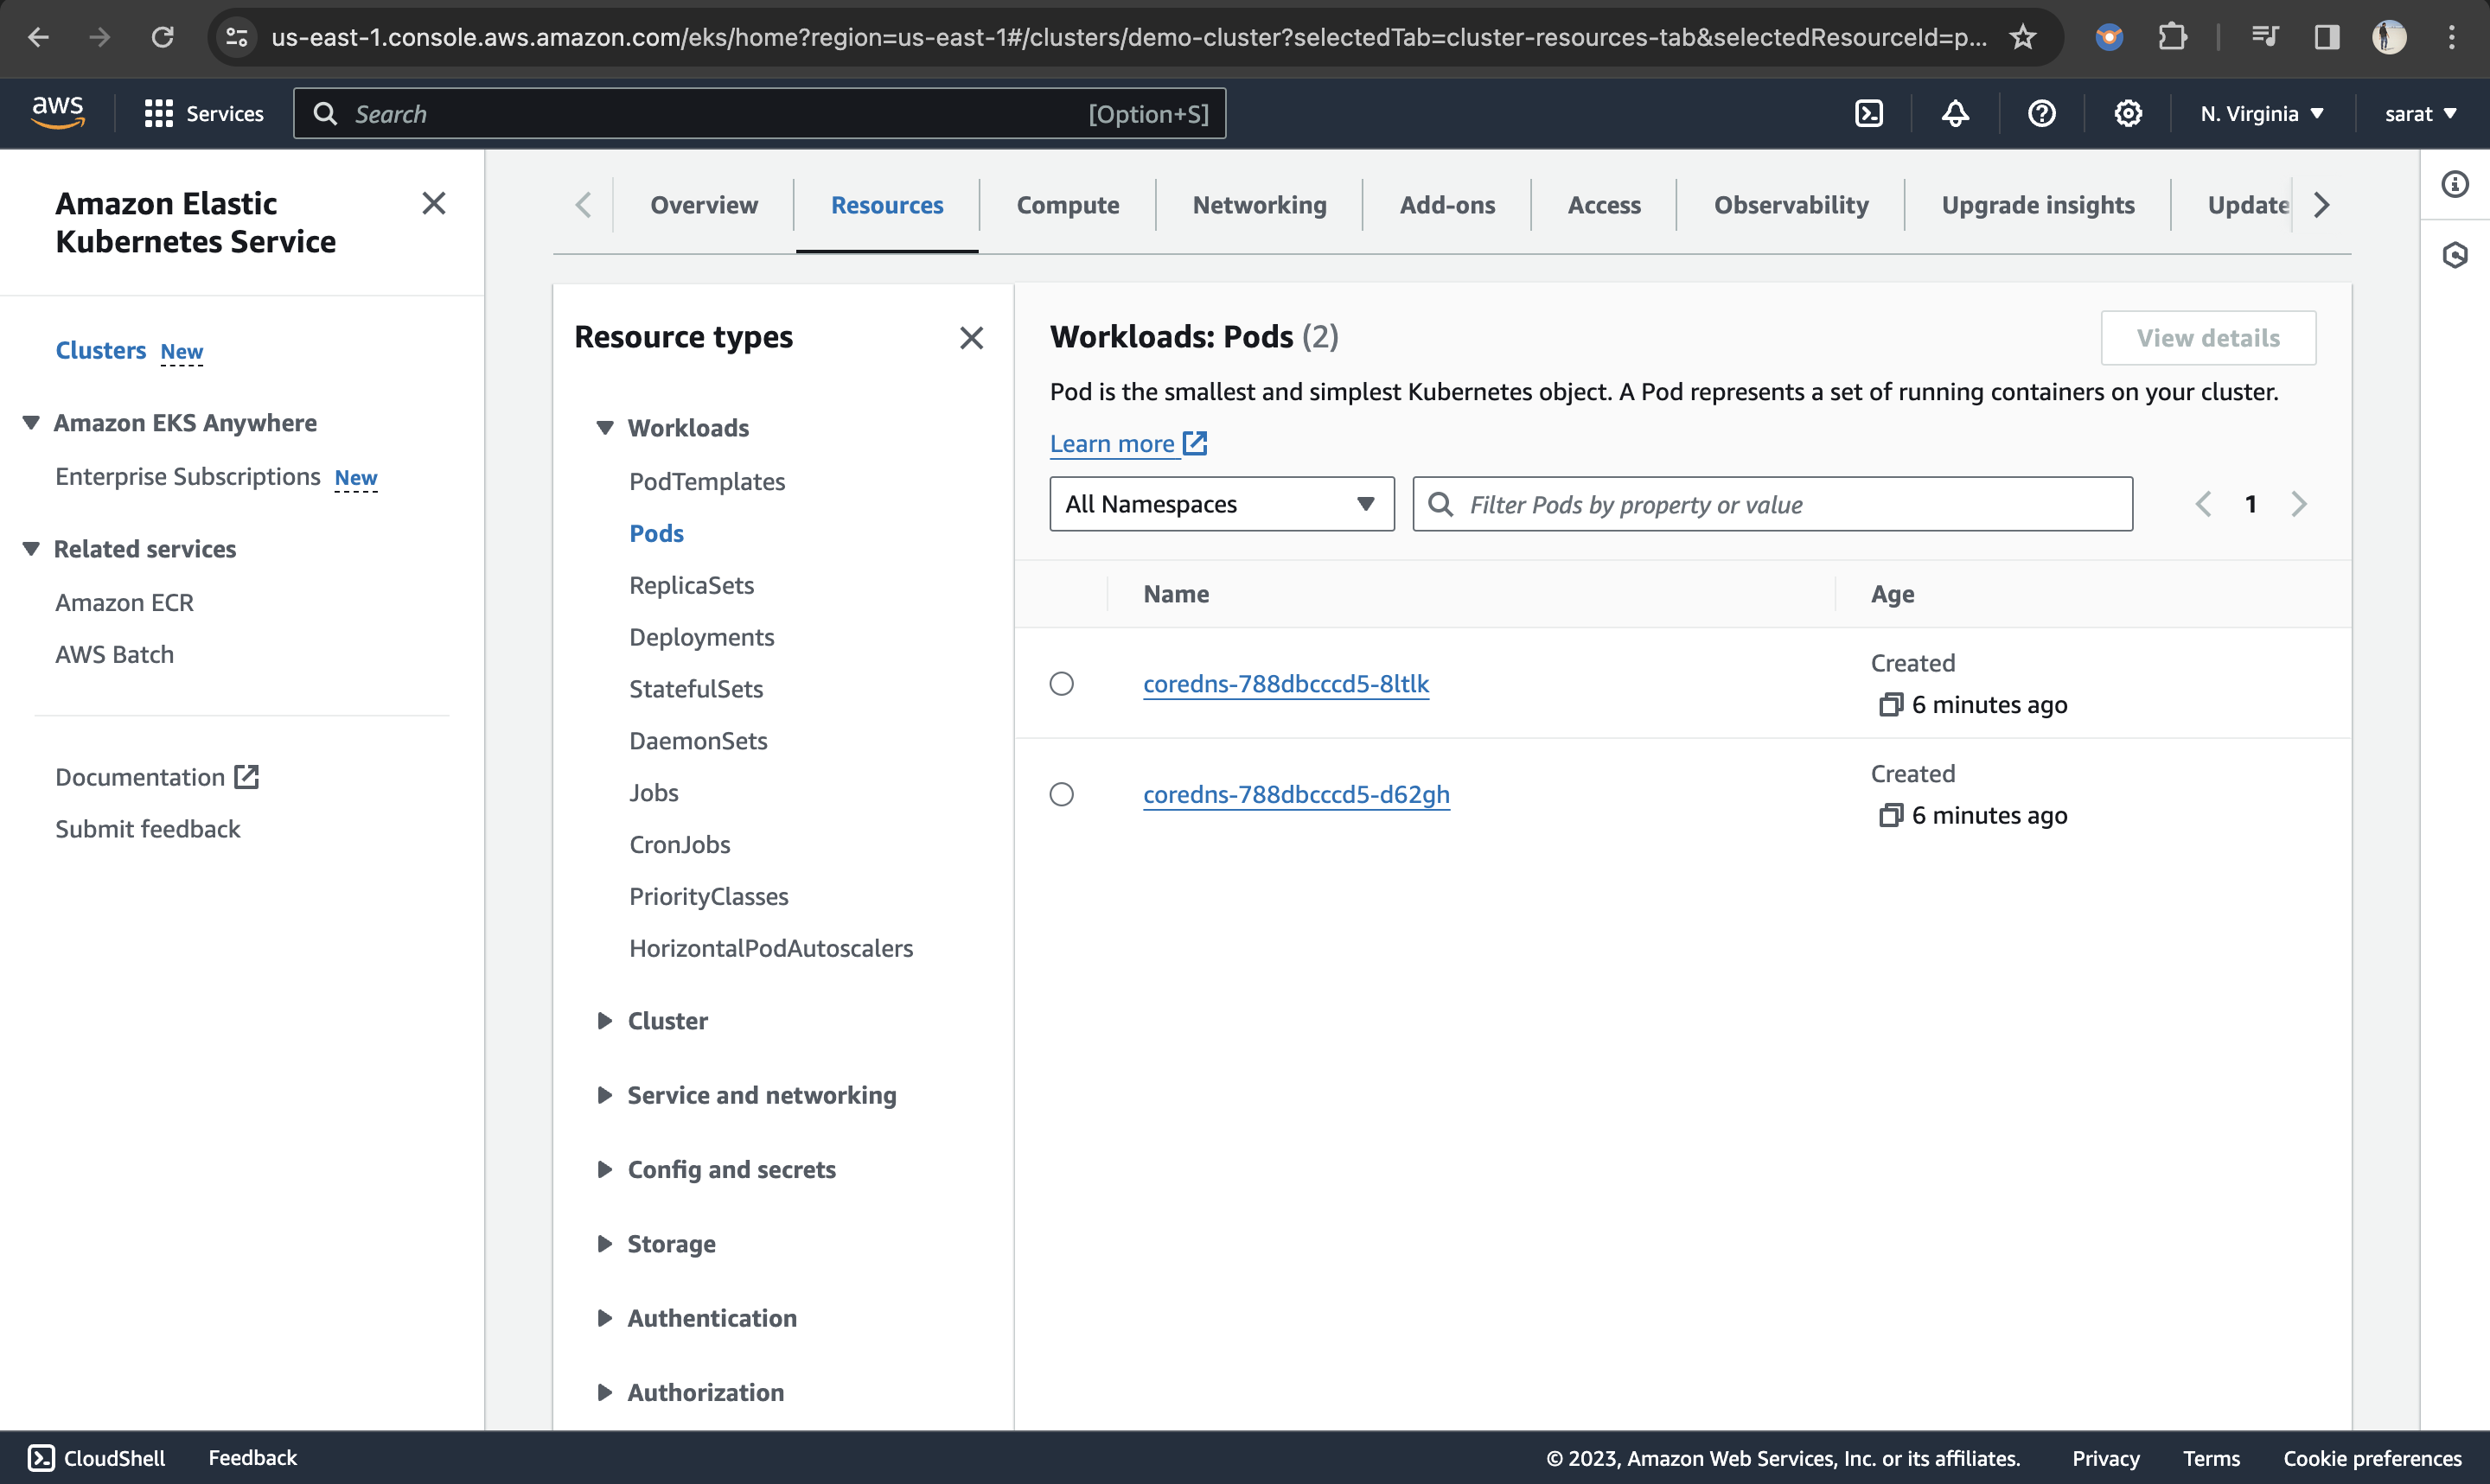 us-east-1.console.aws.amazon.com/eks/home?region=us-east-1#/clusters/demo-cluster?selectedTab=cluster-resources-tab&selectedResourceId=p...
aws
Services
Search
[Option+S]
N. Virginia
sarat
Amazon Elastic
Kubernetes Service
Clusters New
Amazon EKS Anywhere
Enterprise Subscriptions New
Related services
Amazon ECR
AWS Batch
Documentation
Submit feedback
Overview
Resources
Compute
Networking
Add-ons
Access
Observability
Upgrade insights
Update
Resource types
Workloads
PodTemplates
Pods
ReplicaSets
Deployments
StatefulSets
DaemonSets
Jobs
CronJobs
PriorityClasses
HorizontalPodAutoscalers
Cluster
Service and networking
Config and secrets
Storage
Authentication
Authorization
Workloads: Pods (2)
View details
Pod is the smallest and simplest Kubernetes object. A Pod represents a set of running containers on your cluster.
Learn more
All Namespaces
Filter Pods by property or value
1
Name
Age
coredns-788dbcccd5-8ltlk
Created
6 minutes ago
coredns-788dbcccd5-d62gh
Created
6 minutes ago
CloudShell
Feedback
© 2023, Amazon Web Services, Inc. or its affiliates.
Privacy
Terms
Cookie preferences